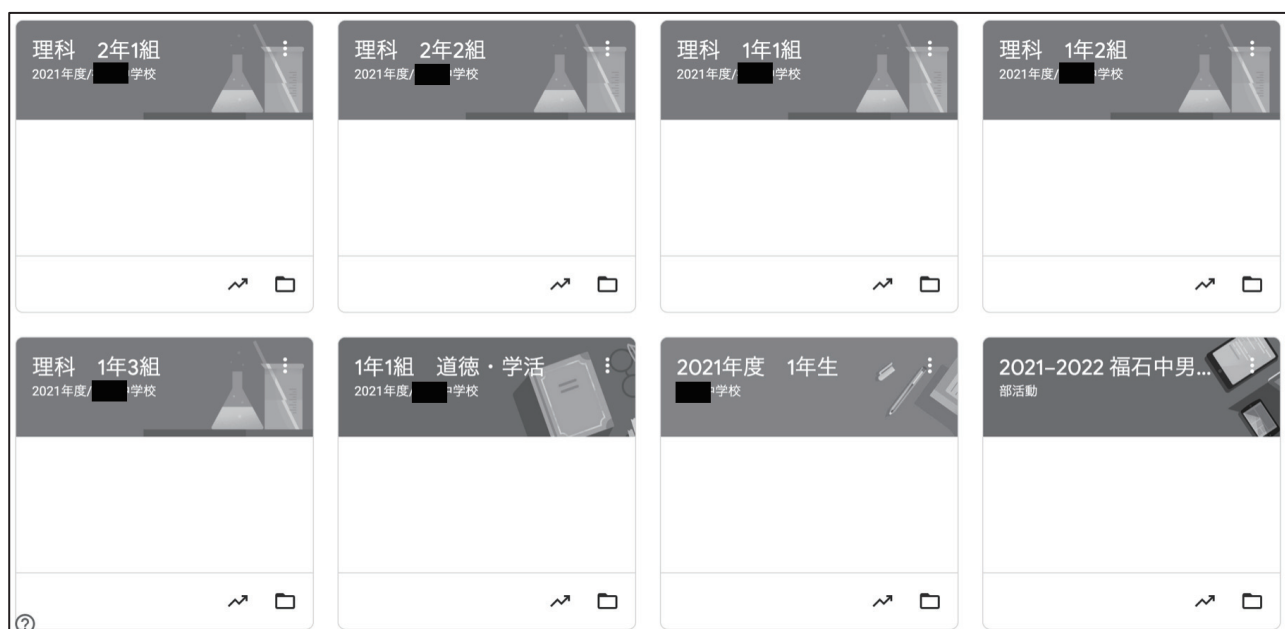 理科　2年1組
2021年度/学校
理科　2年2組
2021年度/学校
理科　1年1組
2021年度/学校
理科　1年2組
2021年度/学校
理科　1年3組
2021年度/学校
1年1組　道徳・学活
2021年度/学校
2021年度　1年生
学校
2021–2022 福石中男...
部活動